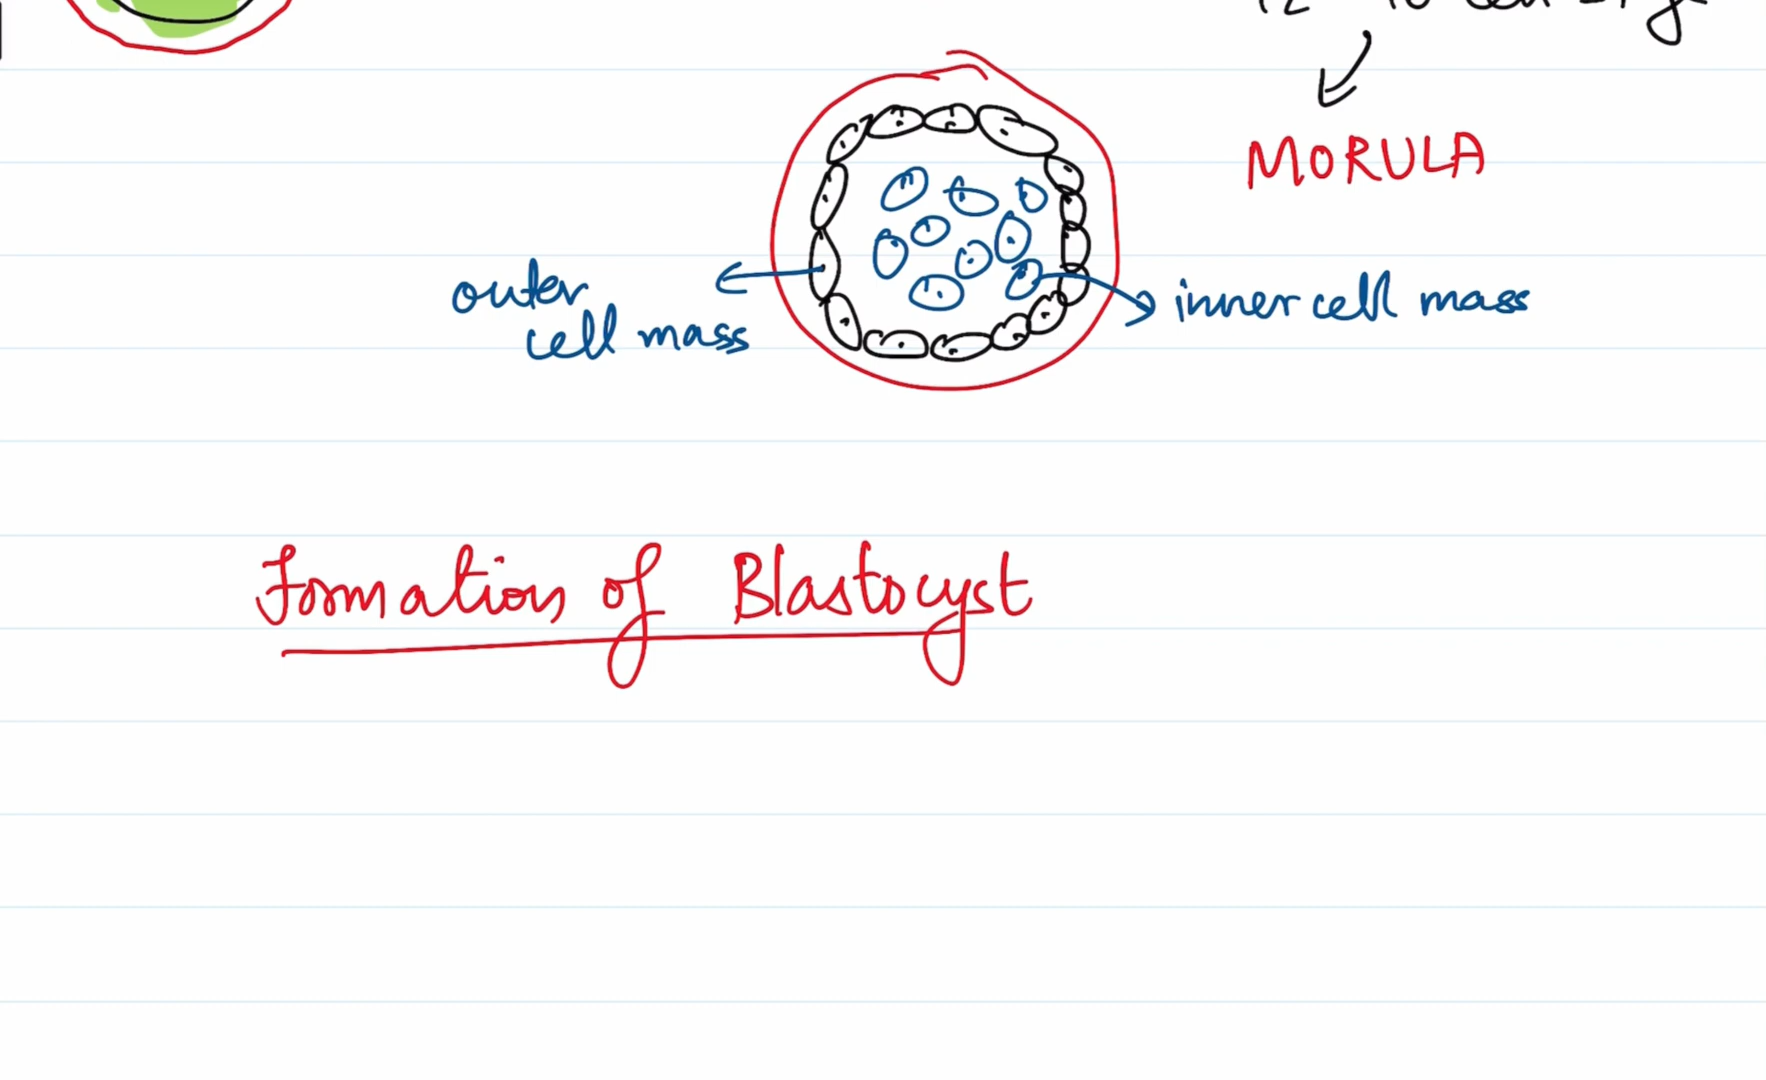 MORULA
outer
cell mass
inner cell mass
Formation of Blastocyst